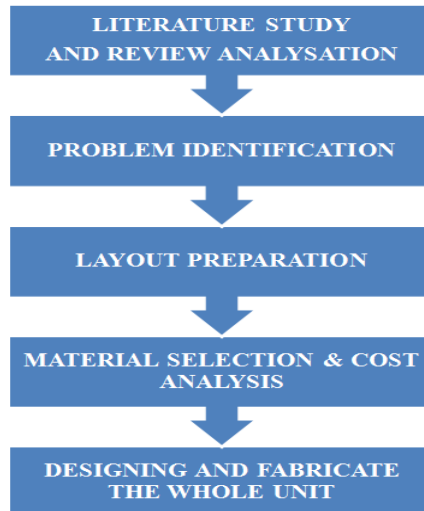 LITERATURE STUDY
AND REVIEW ANALYSATION
PROBLEM IDENTIFICATION
LAYOUT PREPARATION
MATERIAL SELECTION & COST
ANALYSIS
DESIGNING AND FABRICATE
THE WHOLE UNIT